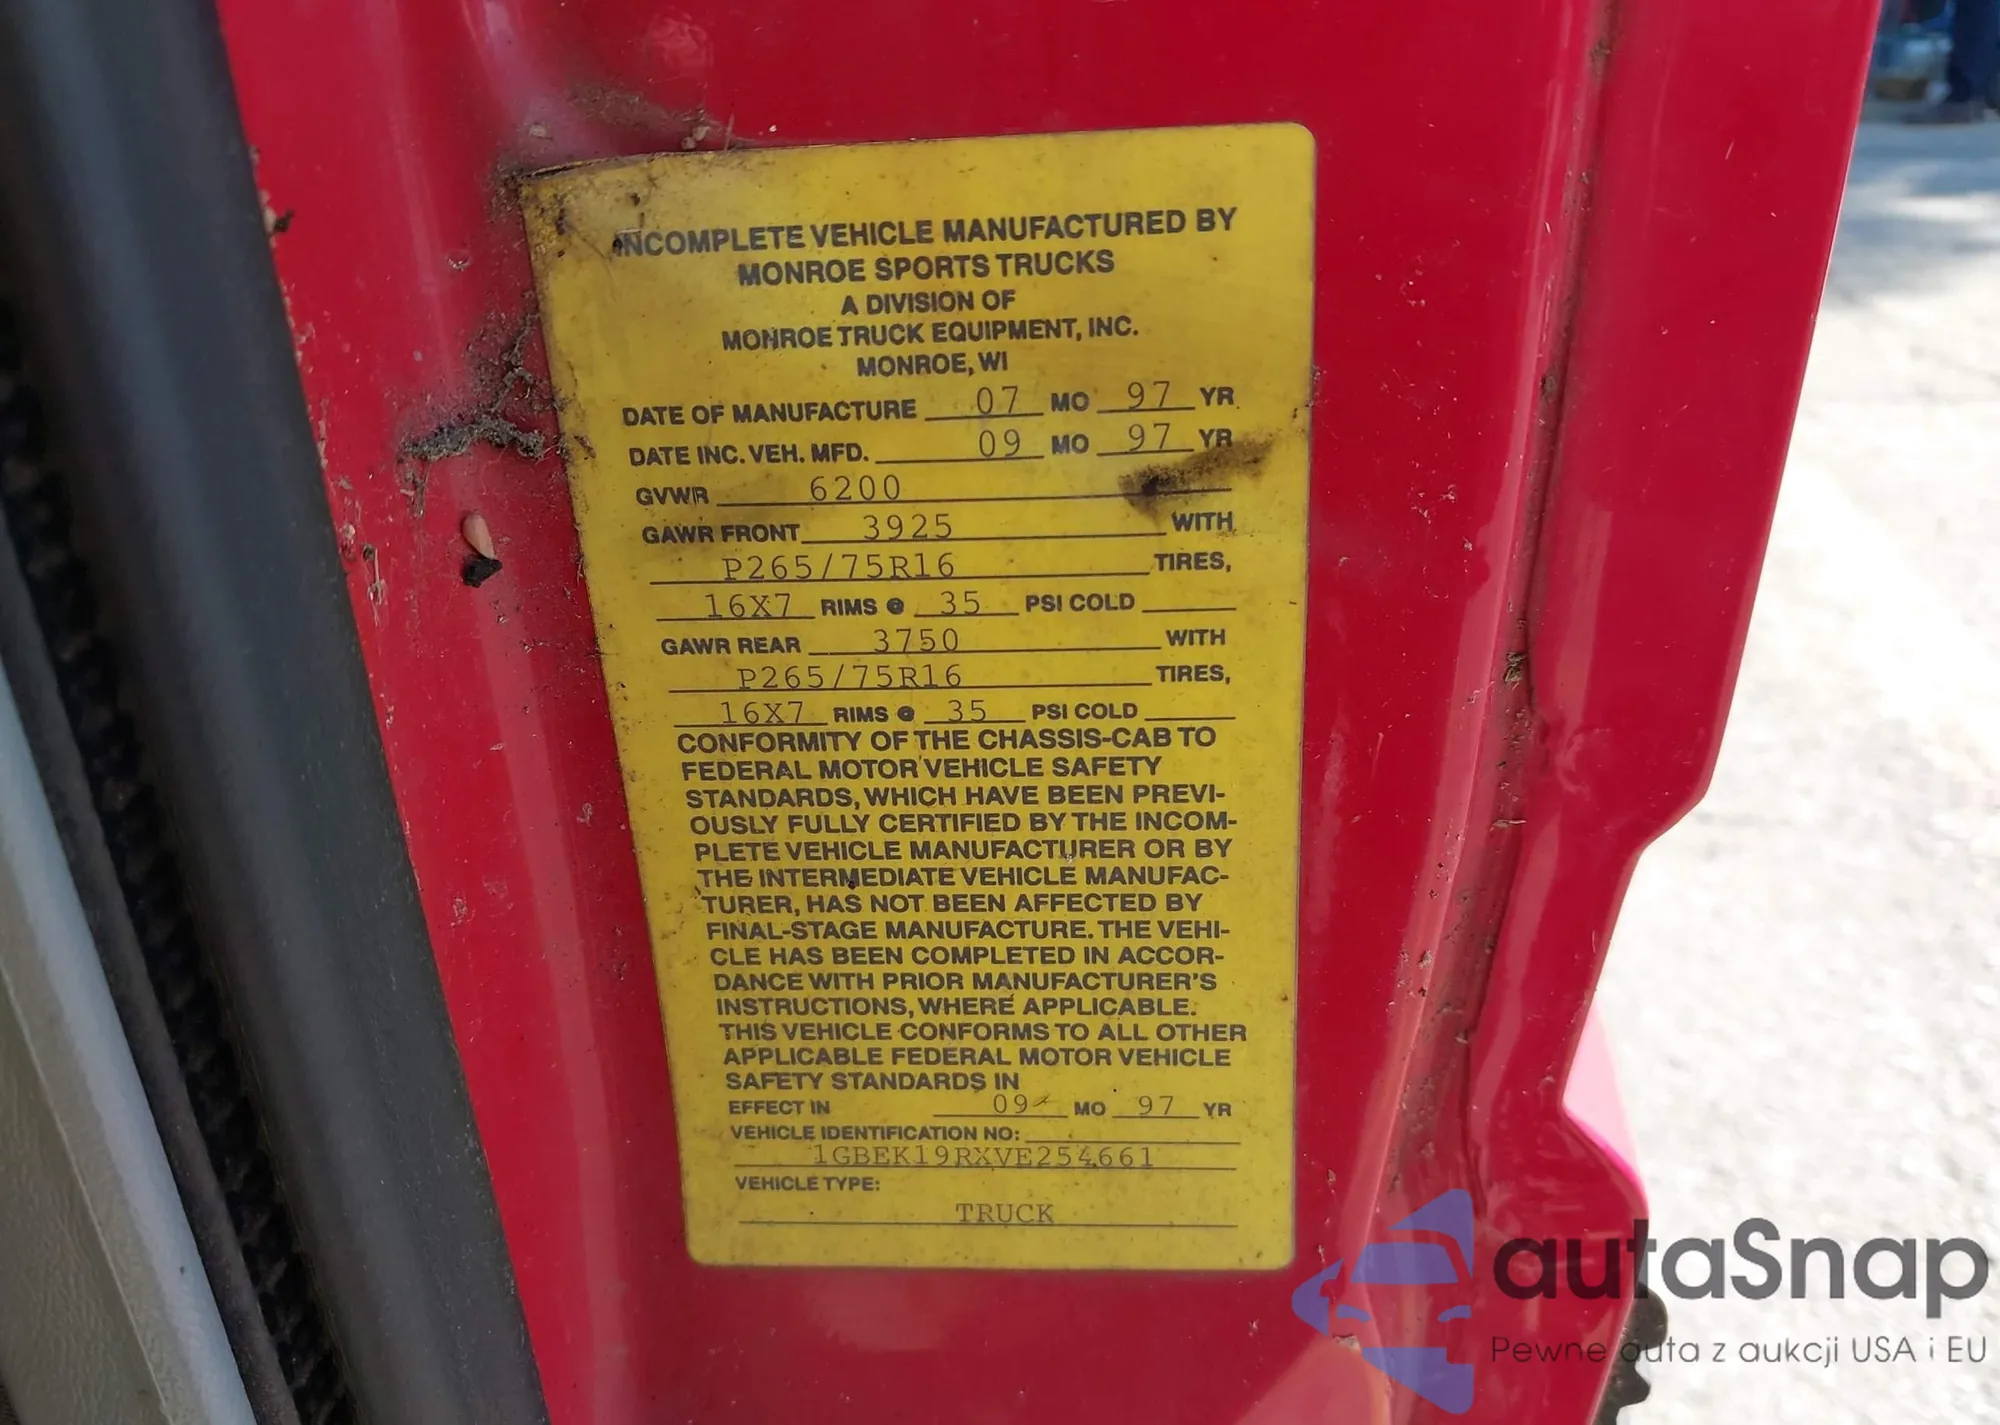 INCOMPLETE VEHICLE MANUFACTURED BY
MONROE SPORTS TRUCKS
A DIVISION OF
MONROE TRUCK EQUIPMENT, INC.
MONROE, WI
DATE OF MANUFACTURE 07 MO 97 YR
DATE INC. VEH. MFD. 09 MO 97 YR
GVWR 6200
GAWR FRONT 3925 WITH
P265/75R16 TIRES,
16X7 RIMS @ 35 PSI COLD
GAWR REAR 3750 WITH
P265/75R16 TIRES,
16X7 RIMS @ 35 PSI COLD
CONFORMITY OF THE CHASSIS-CAB TO
FEDERAL MOTOR VEHICLE SAFETY
STANDARDS, WHICH HAVE BEEN PREVI-
OUSLY FULLY CERTIFIED BY THE INCOM-
PLETE VEHICLE MANUFACTURER OR BY
THE INTERMEDIATE VEHICLE MANUFAC-
TURER, HAS NOT BEEN AFFECTED BY
FINAL-STAGE MANUFACTURE. THE VEHI-
CLE HAS BEEN COMPLETED IN ACCOR-
DANCE WITH PRIOR MANUFACTURER'S
INSTRUCTIONS, WHERE APPLICABLE.
THIS VEHICLE CONFORMS TO ALL OTHER
APPLICABLE FEDERAL MOTOR VEHICLE
SAFETY STANDARDS IN
EFFECT IN 09 MO 97 YR
VEHICLE IDENTIFICATION NO:
1GBEK19RXVE254661
VEHICLE TYPE:
TRUCK
autaSnap
Pewne auta z aukcji USA i EU